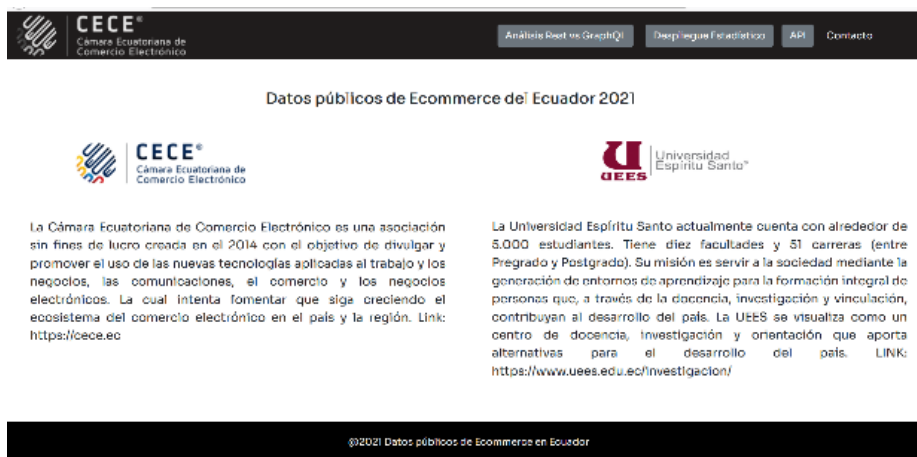 CECE®
Cámara Ecuatoriana de
Comercio Electrónico
Análisis Rest vs GraphQl
Despliegue Estadístico
API
Contacto
Datos públicos de Ecommerce del Ecuador 2021
CECE®
Cámara Ecuatoriana de
Comercio Electrónico
La Cámara Ecuatoriana de Comercio Electrónico es una asociación
sin fines de lucro creada en el 2014 con el objetivo de divulgar y
promover el uso de las nuevas tecnologías aplicadas al trabajo y los
negocios, las comunicaciones, el comercio y los negocios
electrónicos. La cual intenta fomentar que siga creciendo el
ecosistema del comercio electrónico en el país y la región. Link:
https://cece.ec
UEES
Universidad
Espíritu Santo
La Universidad Espíritu Santo actualmente cuenta con alrededor de
5.000 estudiantes. Tiene diez facultades y 51 carreras (entre
Pregrado y Postgrado). Su misión es servir a la sociedad mediante la
generación de entornos de aprendizaje para la formación integral de
personas que, a través de la docencia, investigación y vinculación,
contribuyan al desarrollo del país. La UEES se visualiza como un
centro de docencia, investigación y orientación que aporta
alternativas para el desarrollo del país. LINK:
https://www.uees.edu.ec/investigacion/
@2021 Datos públicos de Ecommerce en Ecuador